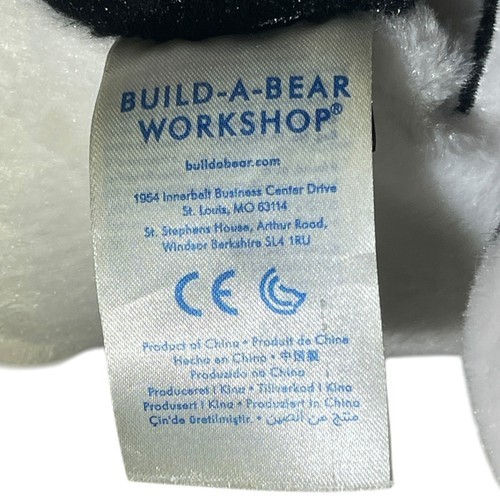 BUILD-A-BEAR
WORKSHOP®
buildabear.com
1954 Innerbelt Business Center Drive
St. Louis, MO 63114
St. Stephens House, Arthur Road,
Windsor Berkshire SL4 1RU
CE
Product of China • Produit de Chine
Hecho en China • 中国製
Produzido na China
Produceret i Kina • Tillverkad i Kina
Produsert i Kina • Produziert in China
Çin'de üretilmiştir. • منتج من الصين